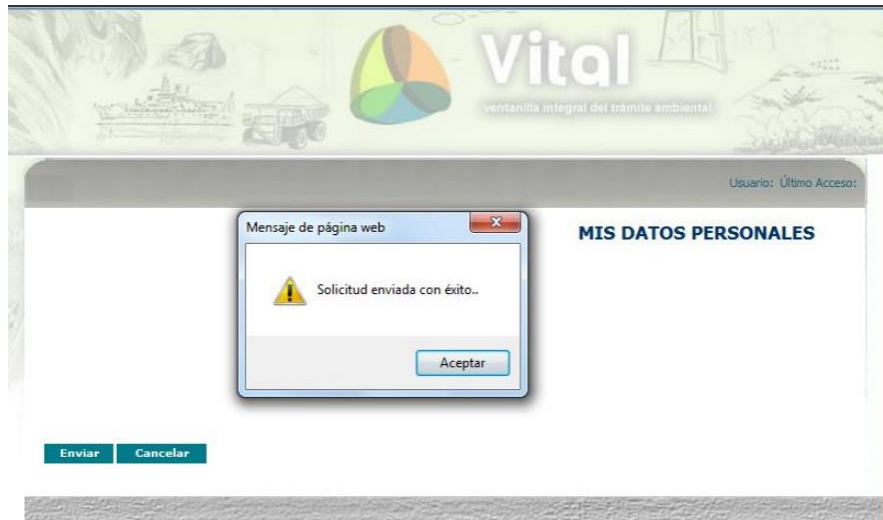 Vital
ventanilla integral del trámite ambiental
Usuario: Último Acceso:
Mensaje de página web
MIS DATOS PERSONALES
Solicitud enviada con éxito..
Aceptar
Enviar Cancelar